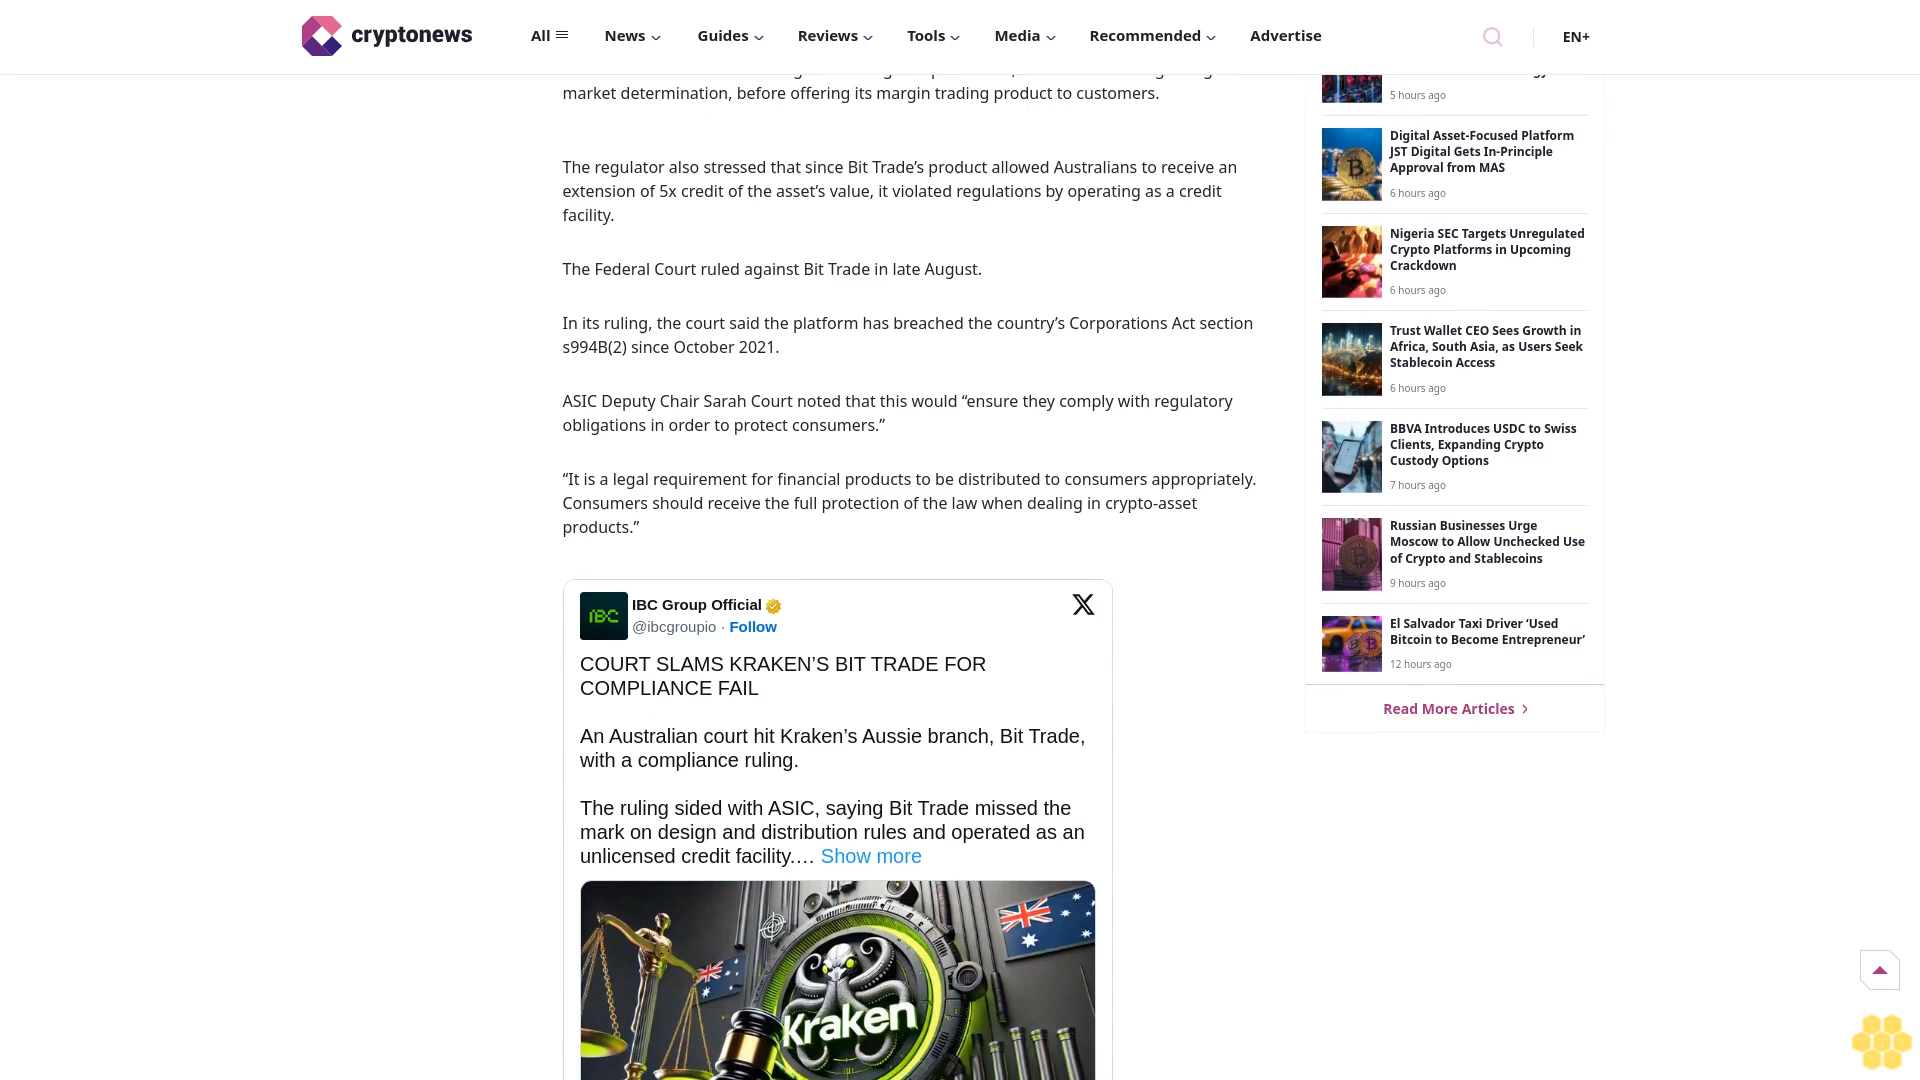 cryptonews
All
News
Guides
Reviews
Tools
Media
Recommended
Advertise
EN+
market determination, before offering its margin trading product to customers.
The regulator also stressed that since Bit Trade’s product allowed Australians to receive an
extension of 5x credit of the asset’s value, it violated regulations by operating as a credit
facility.
The Federal Court ruled against Bit Trade in late August.
In its ruling, the court said the platform has breached the country’s Corporations Act section
s994B(2) since October 2021.
ASIC Deputy Chair Sarah Court noted that this would “ensure they comply with regulatory
obligations in order to protect consumers.”
“It is a legal requirement for financial products to be distributed to consumers appropriately.
Consumers should receive the full protection of the law when dealing in crypto-asset
products.”
IBC
IBC Group Official
@ibcgroupio · Follow
COURT SLAMS KRAKEN’S BIT TRADE FOR
COMPLIANCE FAIL
An Australian court hit Kraken’s Aussie branch, Bit Trade,
with a compliance ruling.
The ruling sided with ASIC, saying Bit Trade missed the
mark on design and distribution rules and operated as an
unlicensed credit facility.… Show more
Kraken
5 hours ago
Digital Asset-Focused Platform
JST Digital Gets In-Principle
Approval from MAS
6 hours ago
Nigeria SEC Targets Unregulated
Crypto Platforms in Upcoming
Crackdown
6 hours ago
Trust Wallet CEO Sees Growth in
Africa, South Asia, as Users Seek
Stablecoin Access
6 hours ago
BBVA Introduces USDC to Swiss
Clients, Expanding Crypto
Custody Options
7 hours ago
Russian Businesses Urge
Moscow to Allow Unchecked Use
of Crypto and Stablecoins
9 hours ago
El Salvador Taxi Driver ‘Used
Bitcoin to Become Entrepreneur’
12 hours ago
Read More Articles